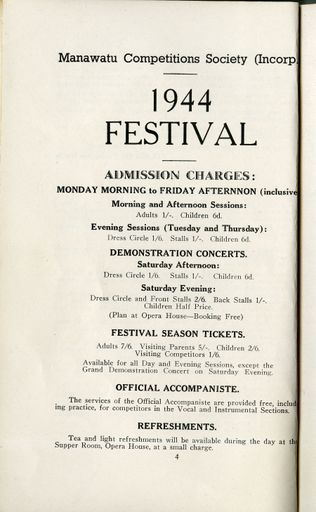 Manawatu Competitions Society (Incorp.
1944
FESTIVAL
ADMISSION CHARGES:
MONDAY MORNING to FRIDAY AFTERNNON (inclusive
Morning and Afternoon Sessions:
Adults 1/-. Children 6d.
Evening Sessions (Tuesday and Thursday):
Dress Circle 1/6. Stalls 1/-. Children 6d.
DEMONSTRATION CONCERTS.
Saturday Afternoon:
Dress Circle 1/6. Stalls 1/-. Children 6d.
Saturday Evening:
Dress Circle and Front Stalls 2/6. Back Stalls 1/-.
Children Half Price.
(Plan at Opera House—Booking Free)
FESTIVAL SEASON TICKETS.
Adults 7/6. Visiting Parents 5/-. Children 2/6.
Visiting Competitors 1/6.
Available for all Day and Evening Sessions, except the
Grand Demonstration Concert on Saturday Evening.
OFFICIAL ACCOMPANISTE.
The services of the Official Accompaniste are provided free, includ
ing practice, for competitors in the Vocal and Instrumental Sections.
REFRESHMENTS.
Tea and light refreshments will be available during the day at the
Supper Room, Opera House, at a small charge.
4